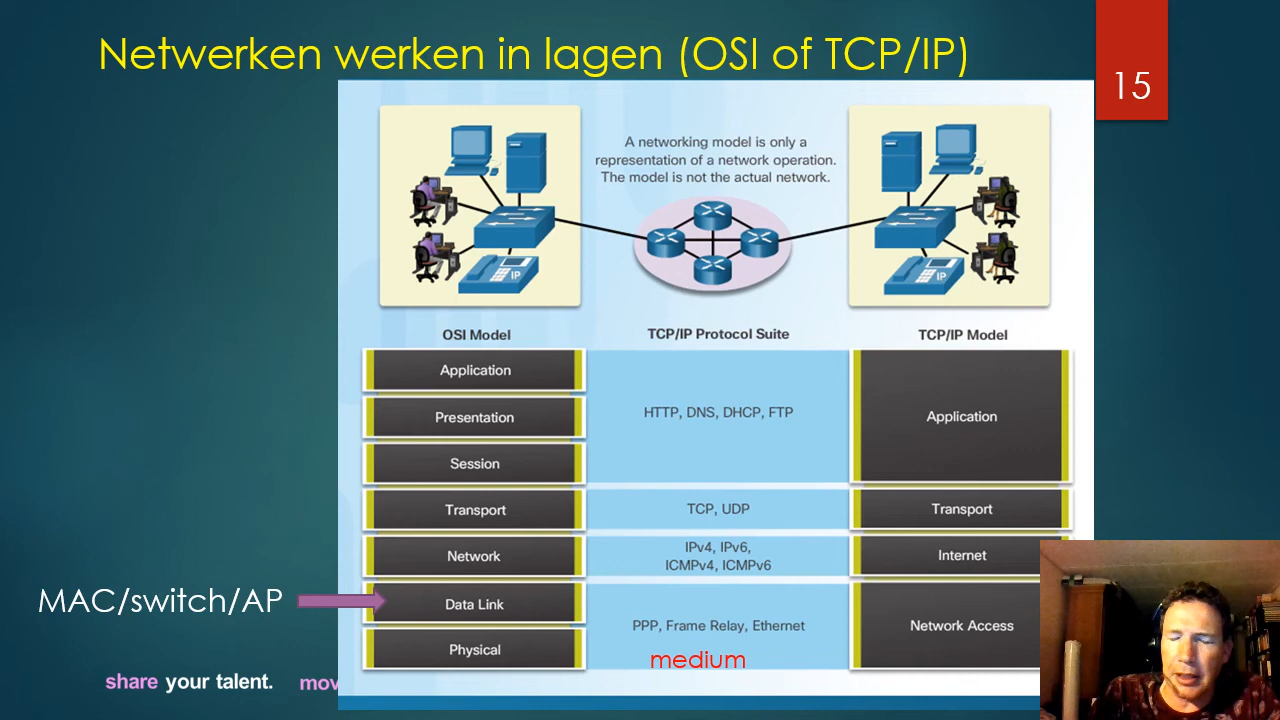 Netwerken werken in lagen (OSI of TCP/IP)
15
A networking model is only a
representation of a network operation.
The model is not the actual network.
IP
IP
OSI Model
TCP/IP Protocol Suite
TCP/IP Model
Application
Presentation
Session
Transport
Network
Data Link
Physical
HTTP, DNS, DHCP, FTP
TCP, UDP
IPv4, IPv6,
ICMPv4, ICMPv6
PPP, Frame Relay, Ethernet
medium
Application
Transport
Internet
Network Access
MAC/switch/AP
share your talent. mov